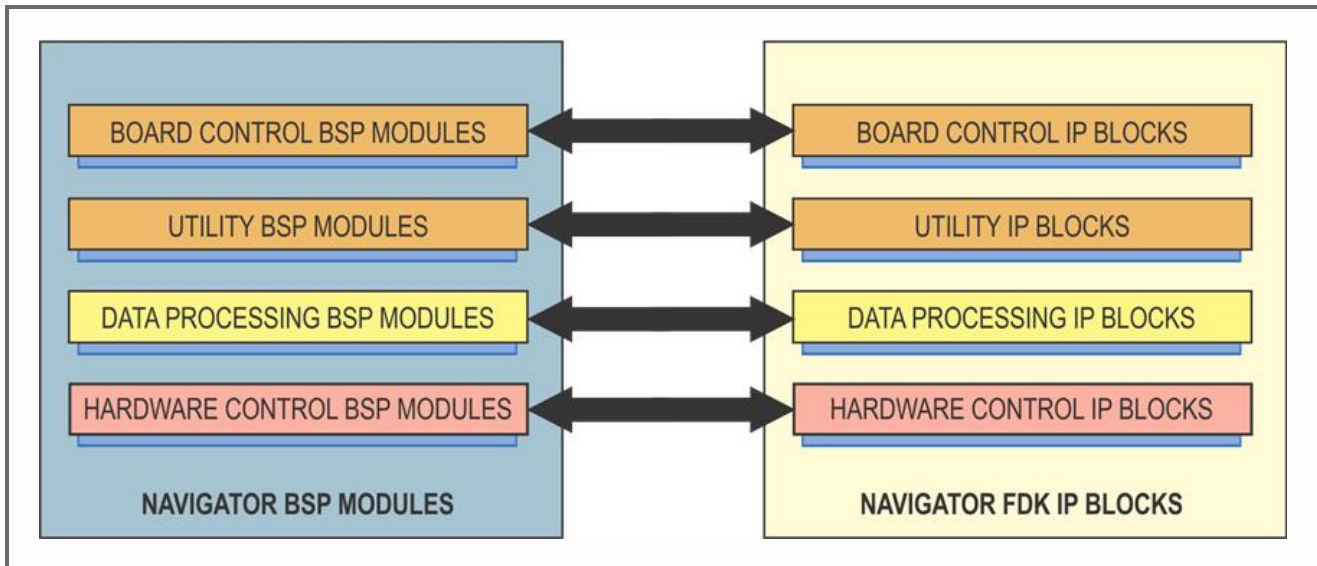 BOARD CONTROL BSP MODULES
UTILITY BSP MODULES
DATA PROCESSING BSP MODULES
HARDWARE CONTROL BSP MODULES
NAVIGATOR BSP MODULES
BOARD CONTROL IP BLOCKS
UTILITY IP BLOCKS
DATA PROCESSING IP BLOCKS
HARDWARE CONTROL IP BLOCKS
NAVIGATOR FDK IP BLOCKS